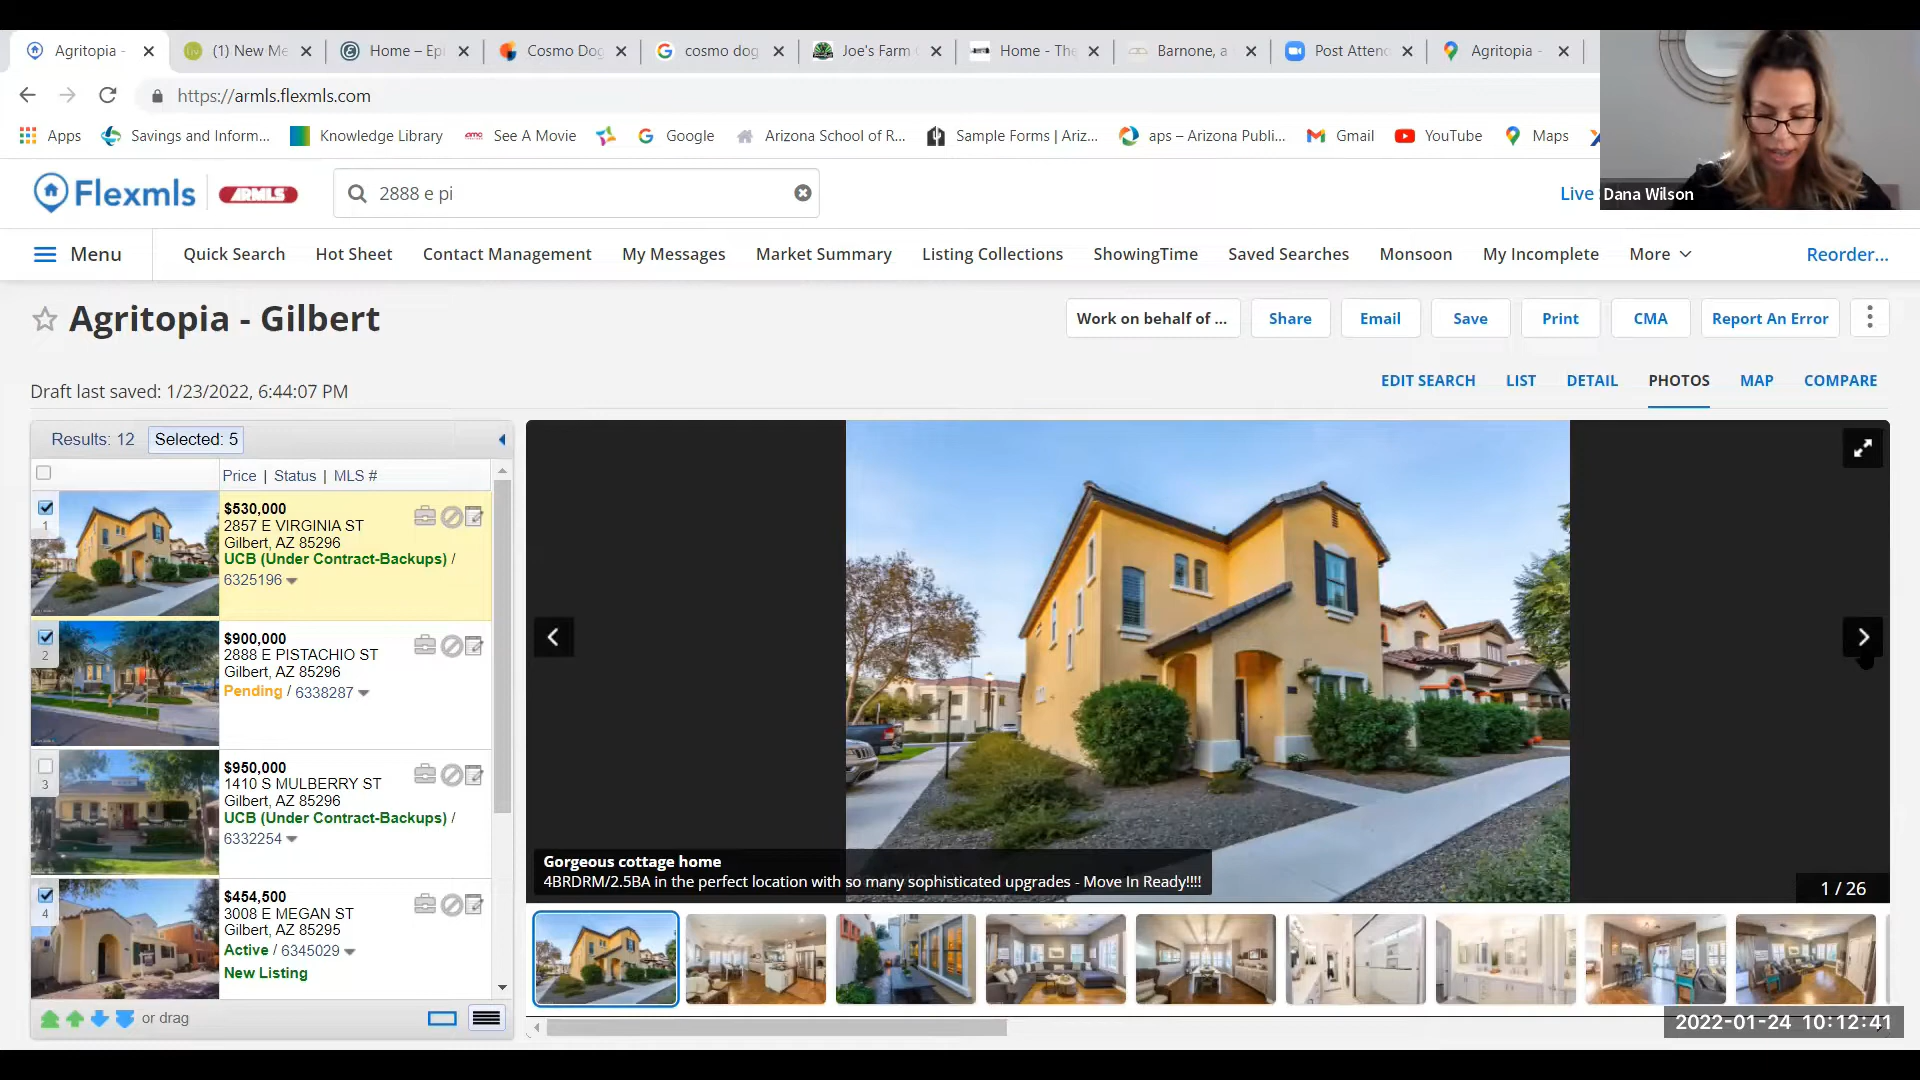 Agritopia -
(1) New Me
Home – Epi
Cosmo Dog
cosmo dog
Joe's Farm G
Home - The
Barnone, a
Post Attend
Agritopia -
https://armls.flexmls.com
Apps
Savings and Inform...
Knowledge Library
amc
See A Movie
Google
Arizona School of R...
Sample Forms | Ariz...
aps – Arizona Publi...
Gmail
YouTube
Maps
Dana Wilson
Flexmls
ARMLS
2888 e pi
Live
Menu
Quick Search
Hot Sheet
Contact Management
My Messages
Market Summary
Listing Collections
ShowingTime
Saved Searches
Monsoon
My Incomplete
More
Reorder...
Agritopia - Gilbert
Work on behalf of ...
Share
Email
Save
Print
CMA
Report An Error
Draft last saved: 1/23/2022, 6:44:07 PM
EDIT SEARCH
LIST
DETAIL
PHOTOS
MAP
COMPARE
Results: 12
Selected: 5
Price | Status | MLS #
1
$530,000
2857 E VIRGINIA ST
Gilbert, AZ 85296
UCB (Under Contract-Backups) /
6325196
2
$900,000
2888 E PISTACHIO ST
Gilbert, AZ 85296
Pending / 6338287
3
$950,000
1410 S MULBERRY ST
Gilbert, AZ 85296
UCB (Under Contract-Backups) /
6332254
4
$454,500
3008 E MEGAN ST
Gilbert, AZ 85295
Active / 6345029
New Listing
or drag
Gorgeous cottage home
4BRDRM/2.5BA in the perfect location with so many sophisticated upgrades - Move In Ready!!!!
1 / 26
2022-01-24 10:12:41